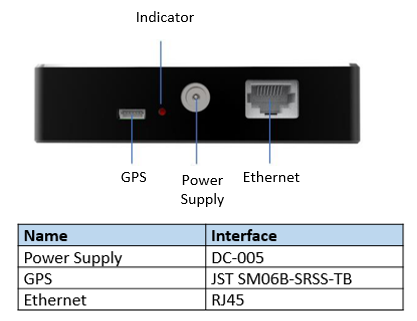 Indicator
GPS
Power
Supply
Ethernet
Name Interface
Power Supply DC-005
GPS JST SM06B-SRSS-TB
Ethernet RJ45